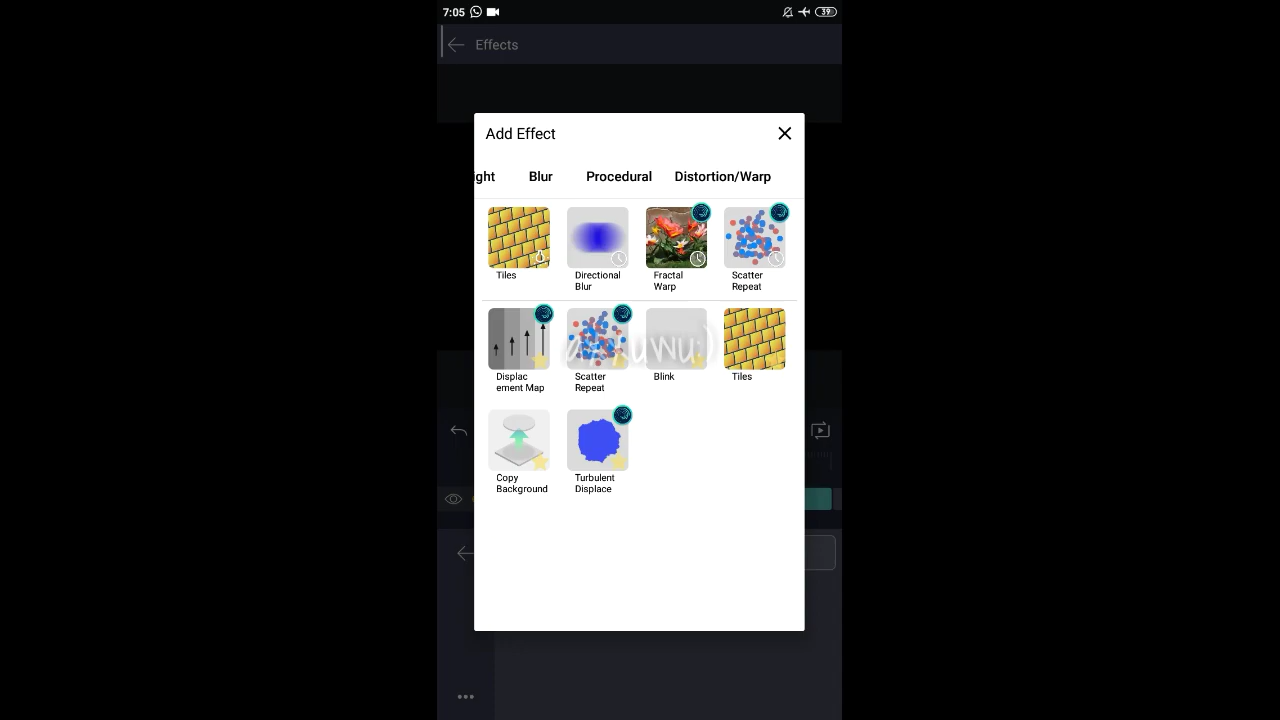 7:05
39
Effects
Add Effect
ight Blur Procedural Distortion/Warp
Tiles
Directional
Blur
Fractal
Warp
Scatter
Repeat
Displac
ement Map
Scatter
Repeat
Blink
Tiles
Copy
Background
Turbulent
Displace